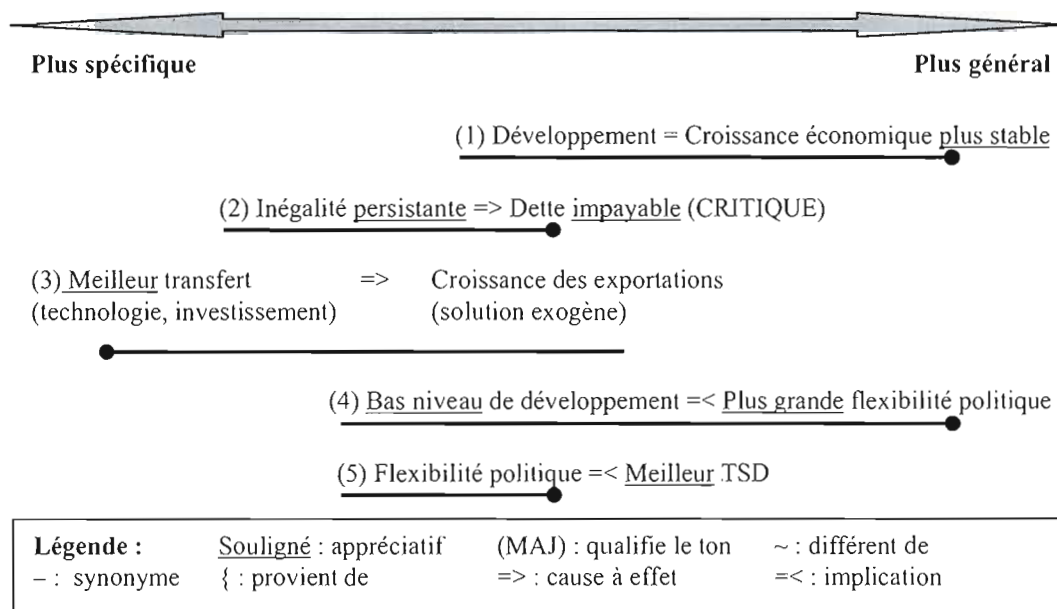 Plus spécifique Plus général
(1) Développement = Croissance économique plus stable
(2) Inégalité persistante => Dette impayable (CRITIQUE)
(3) Meilleur transfert => Croissance des exportations
(technologie, investissement) (solution exogène)
(4) Bas niveau de développement =< Plus grande flexibilité politique
(5) Flexibilité politique =< Meilleur TSD
Légende : Souligné : appréciatif (MAJ) : qualifie le ton ~ : différent de
– : synonyme { : provient de => : cause à effet =< : implication